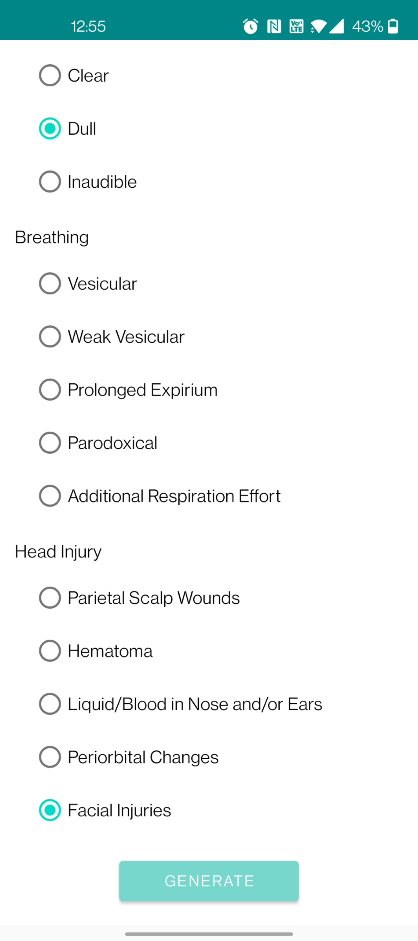 12:55
43%
Clear
Dull
Inaudible
Breathing
Vesicular
Weak Vesicular
Prolonged Expirium
Parodoxical
Additional Respiration Effort
Head Injury
Parietal Scalp Wounds
Hematoma
Liquid/Blood in Nose and/or Ears
Periorbital Changes
Facial Injuries
GENERATE